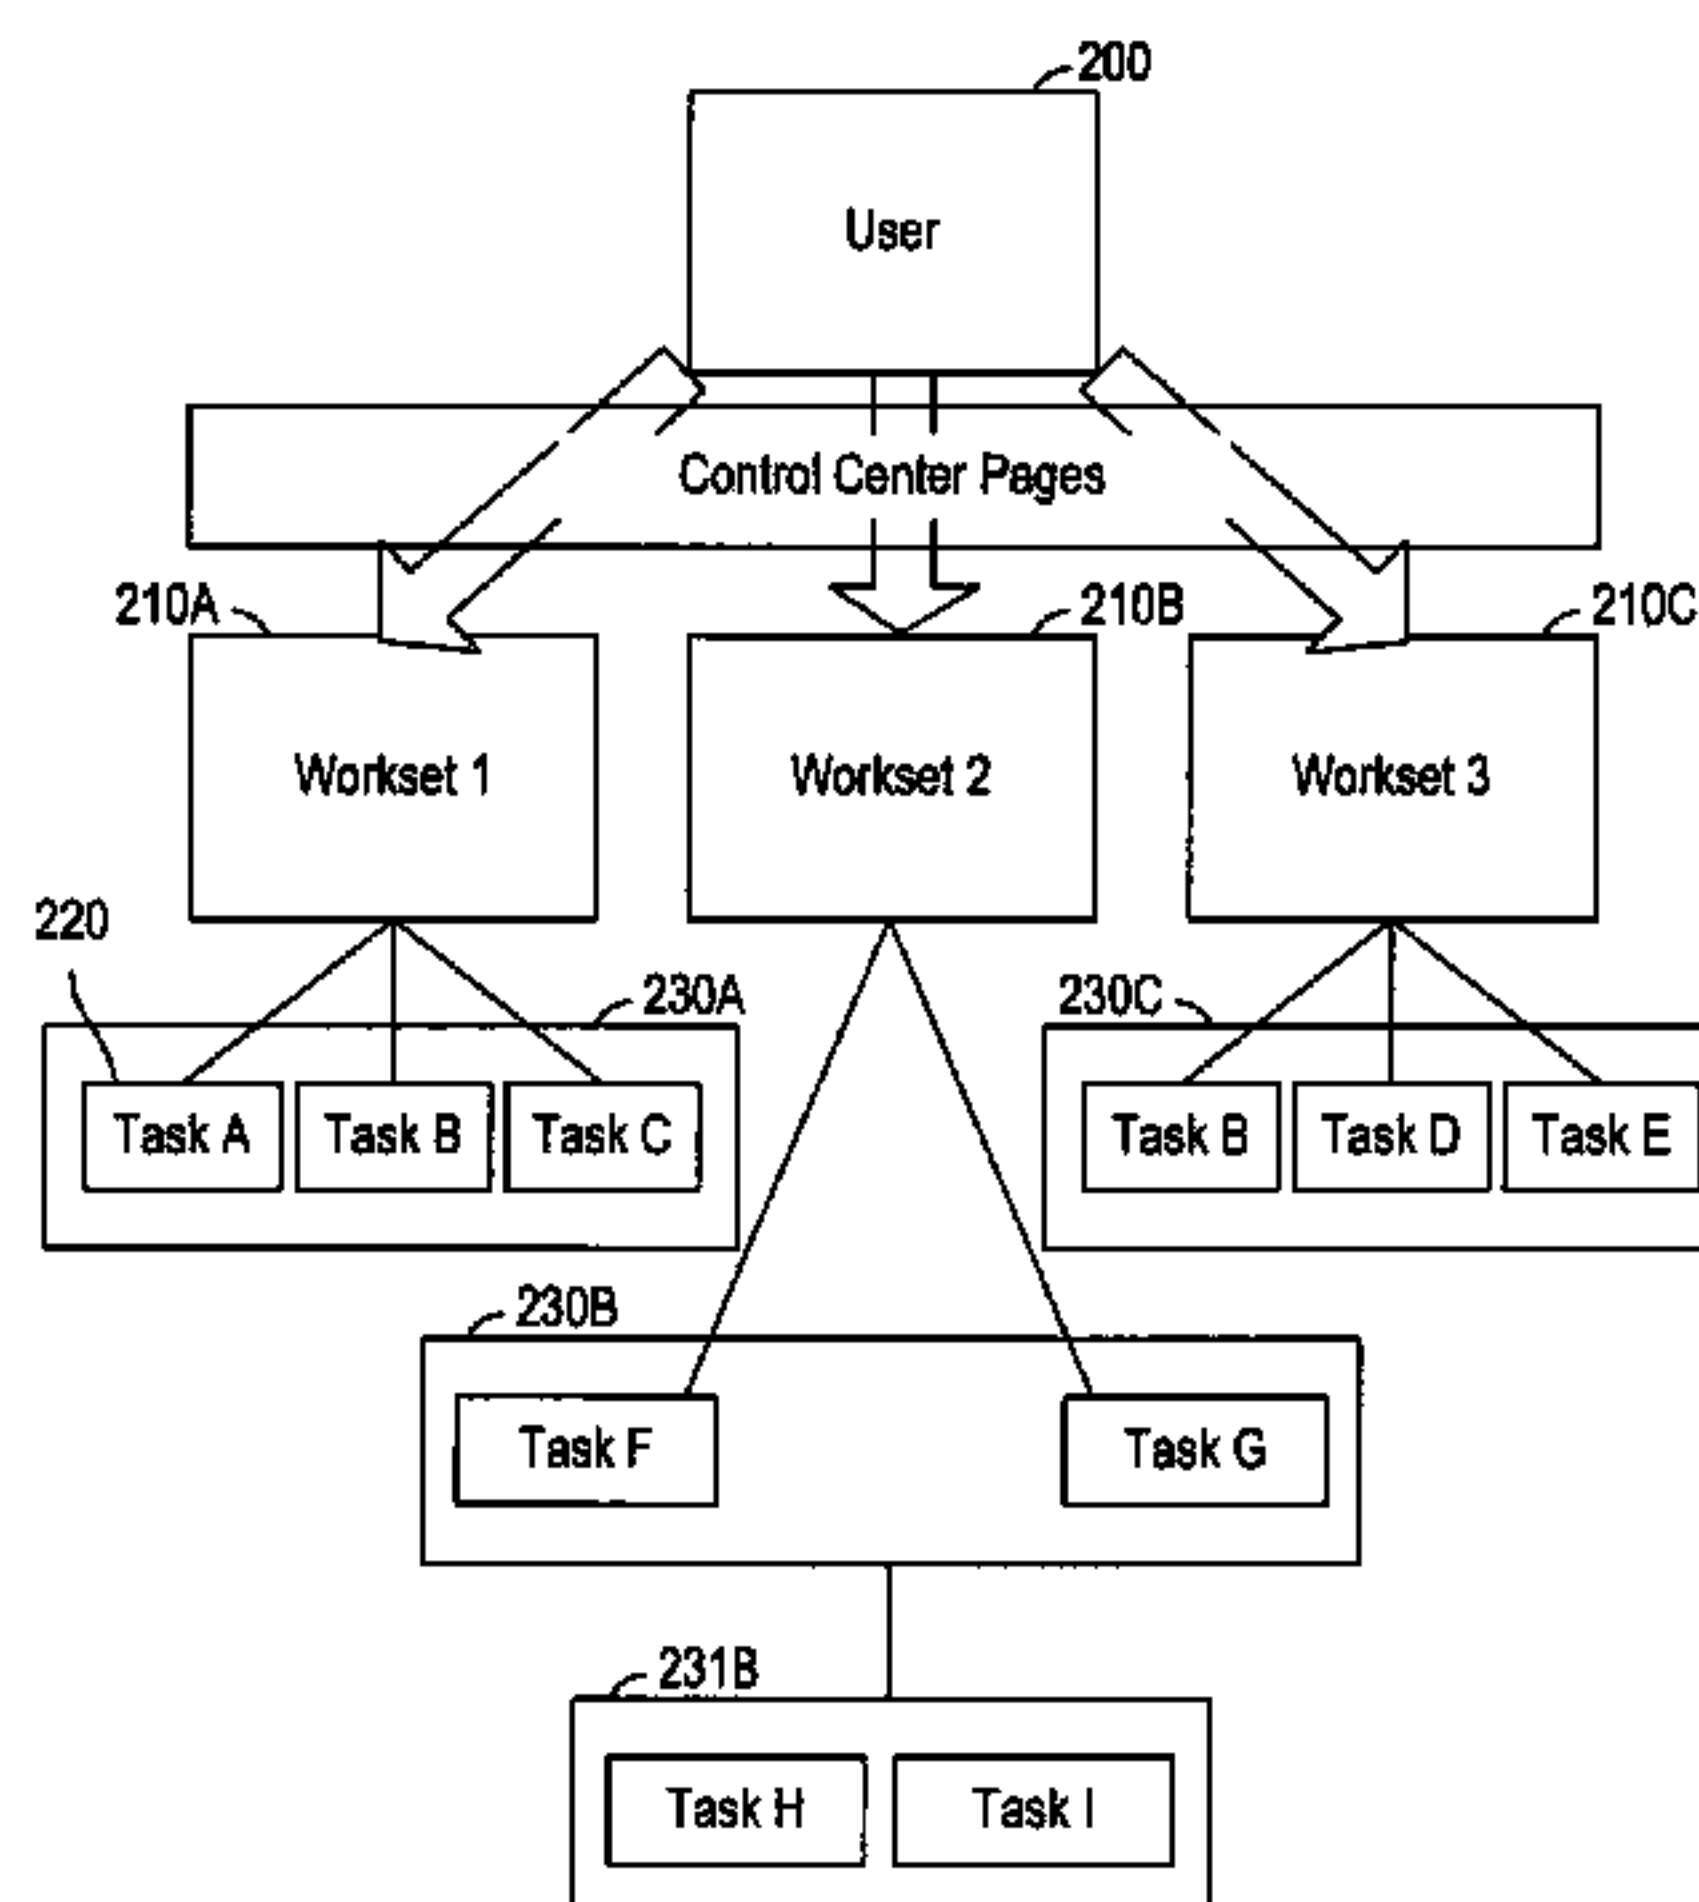 200
User
Control Center Pages
210A
210B
210C
Workset 1
Workset 2
Workset 3
220
230A
230C
Task A
Task B
Task C
Task B
Task D
Task E
230B
Task F
Task G
231B
Task H
Task I